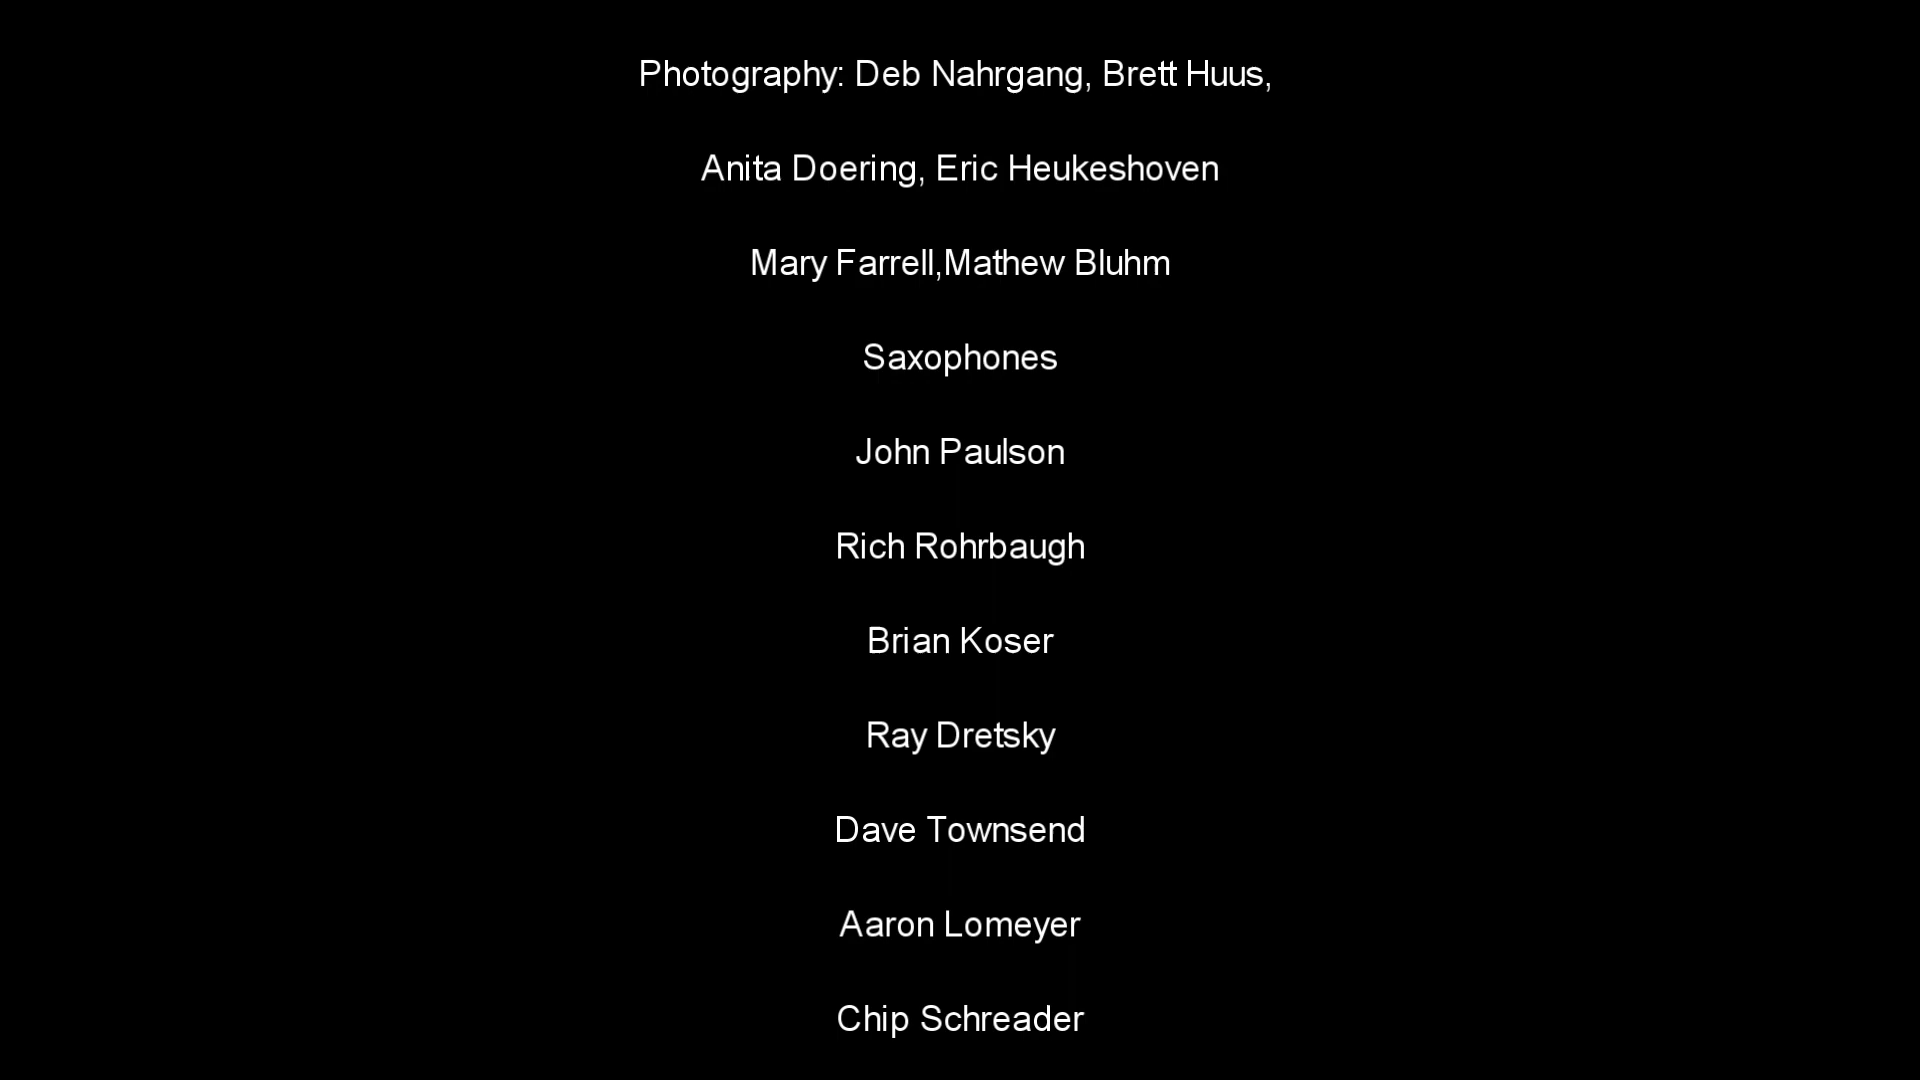 Photography: Deb Nahrgang, Brett Huus,
Anita Doering, Eric Heukeshoven
Mary Farrell,Mathew Bluhm
Saxophones
John Paulson
Rich Rohrbaugh
Brian Koser
Ray Dretsky
Dave Townsend
Aaron Lomeyer
Chip Schreader